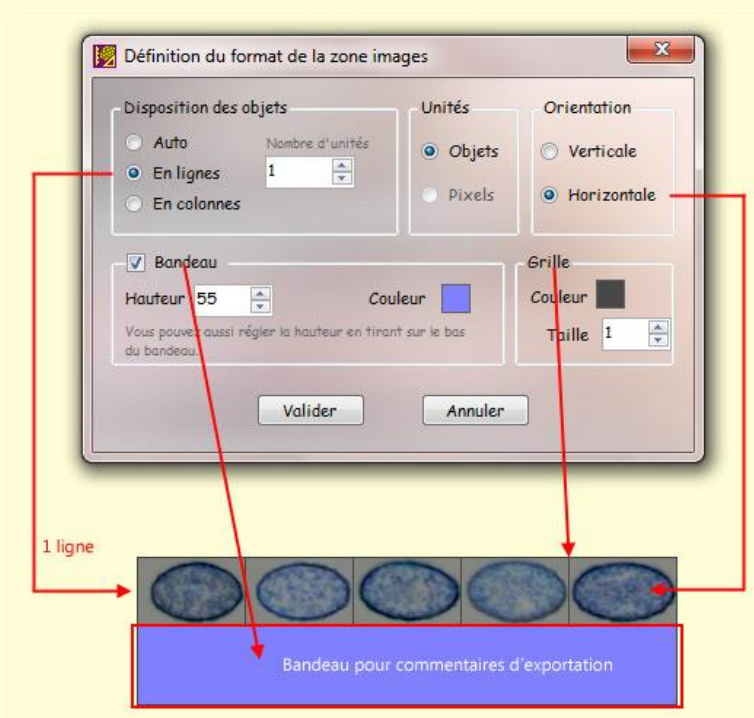 Définition du format de la zone images
Disposition des objets
Auto
Nombre d'unités
En lignes
1
En colonnes
Unités
Objets
Pixels
Orientation
Verticale
Horizontale
Bandeau
Hauteur 55
Couleur
Vous pouvez aussi régler la hauteur en tirant sur le bas
du bandeau.
Grille
Couleur
Taille 1
Valider
Annuler
1 ligne
Bandeau pour commentaires d'exportation